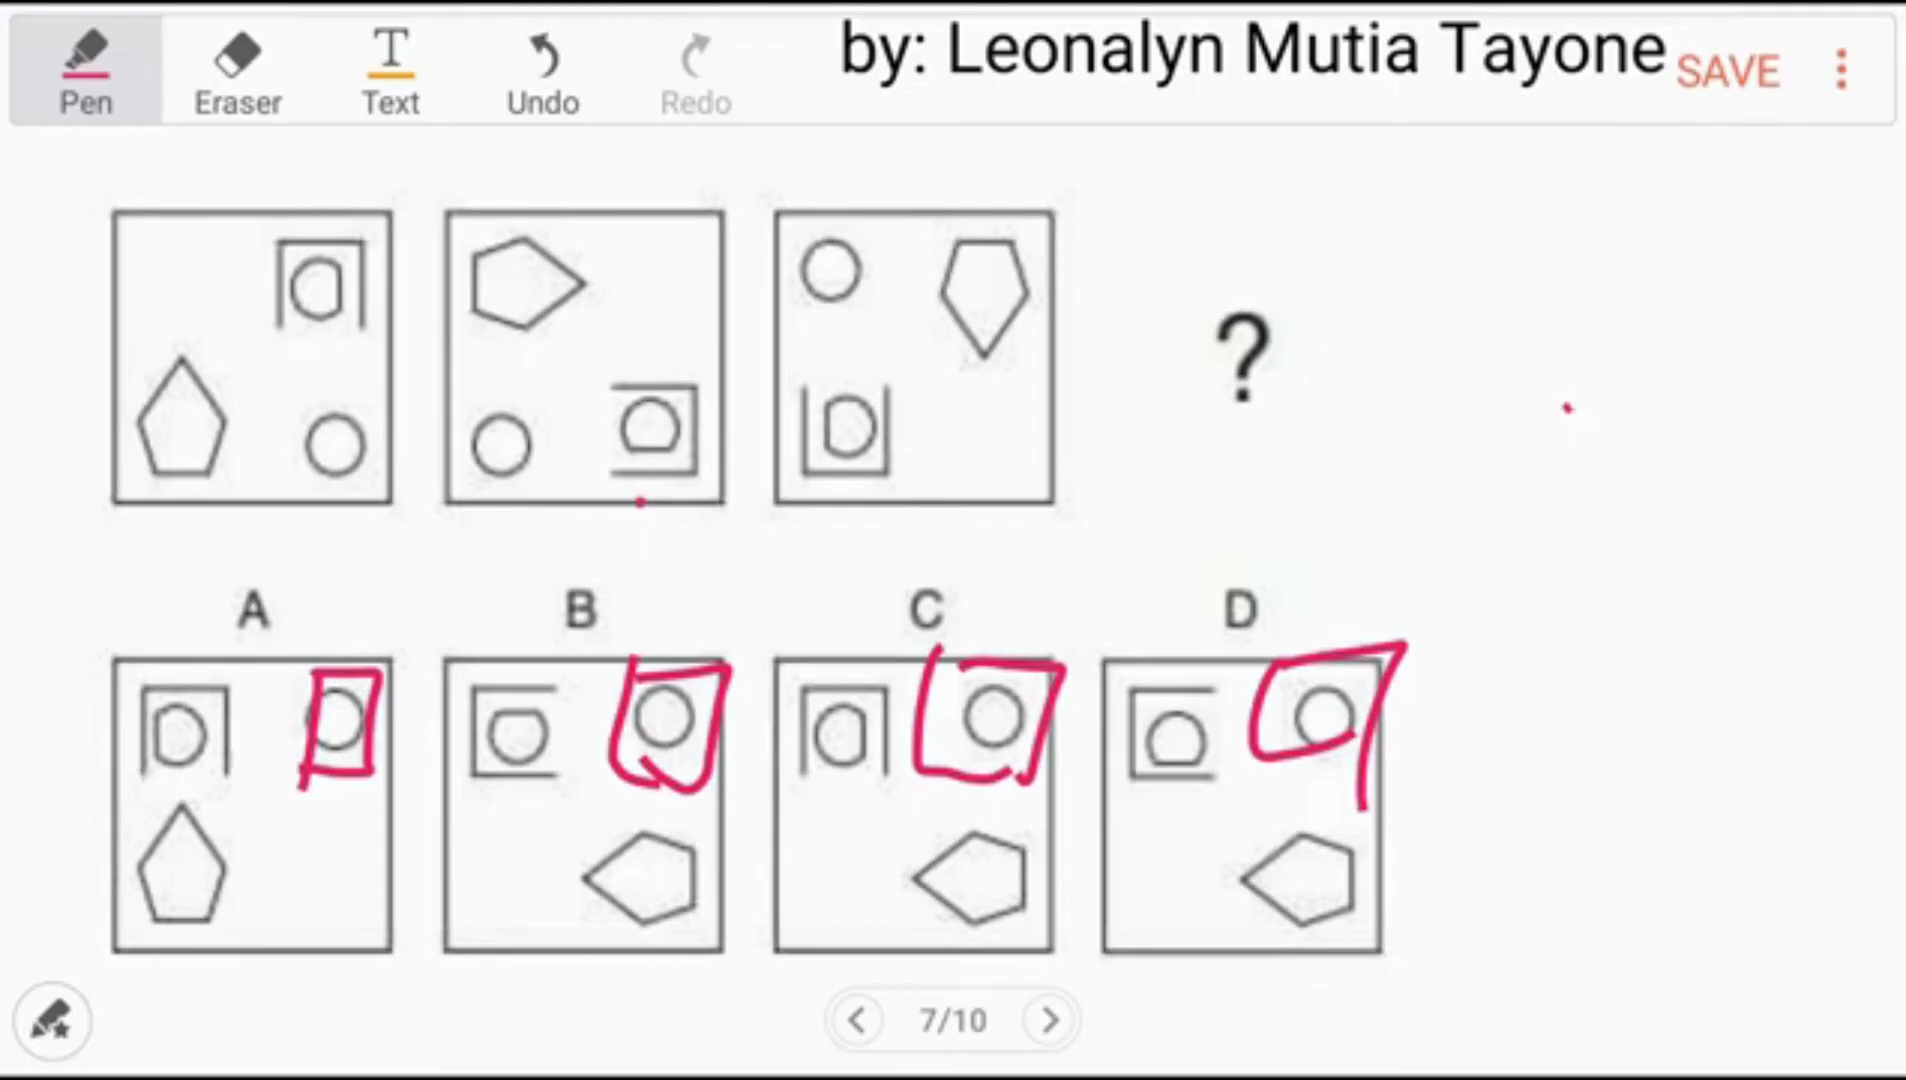 by: Leonalyn Mutia Tayone
SAVE
Pen
Eraser
T
Text
Undo
Redo
?
A
B
C
D
7/10